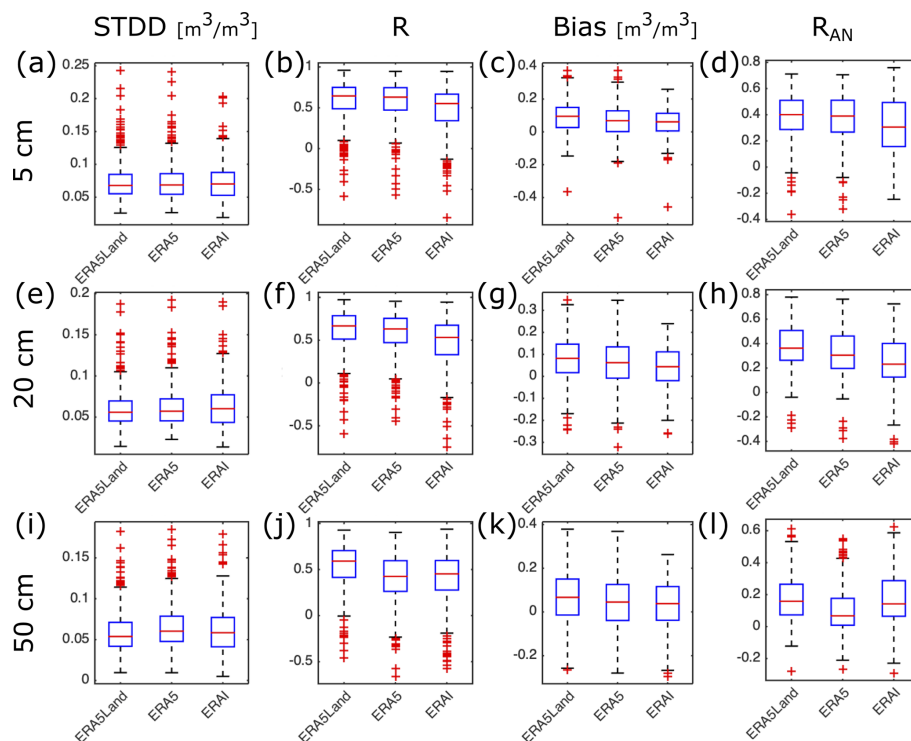 STDD [m³/m³] R Bias [m³/m³] R_AN
(a) (b) (c) (d)
5 cm
0.25 0.2 0.15 0.1 0.05
1 0.5 0 -0.5
0.4 0.2 0 -0.2 -0.4
0.8 0.6 0.4 0.2 0 -0.2 -0.4
ERA5Land ERA5 ERAI
ERA5Land ERA5 ERAI
ERA5Land ERA5 ERAI
ERA5Land ERA5 ERAI
(e) (f) (g) (h)
20 cm
0.2 0.15 0.1 0.05
1 0.5 0 -0.5
0.3 0.2 0.1 0 -0.1 -0.2 -0.3
0.8 0.6 0.4 0.2 0 -0.2 -0.4
ERA5Land ERA5 ERAI
ERA5Land ERA5 ERAI
ERA5Land ERA5 ERAI
ERA5Land ERA5 ERAI
(i) (j) (k) (l)
50 cm
0.15 0.1 0.05 0
1 0.5 0 -0.5
0.4 0.2 0 -0.2
0.6 0.4 0.2 0 -0.2
ERA5Land ERA5 ERAI
ERA5Land ERA5 ERAI
ERA5Land ERA5 ERAI
ERA5Land ERA5 ERAI